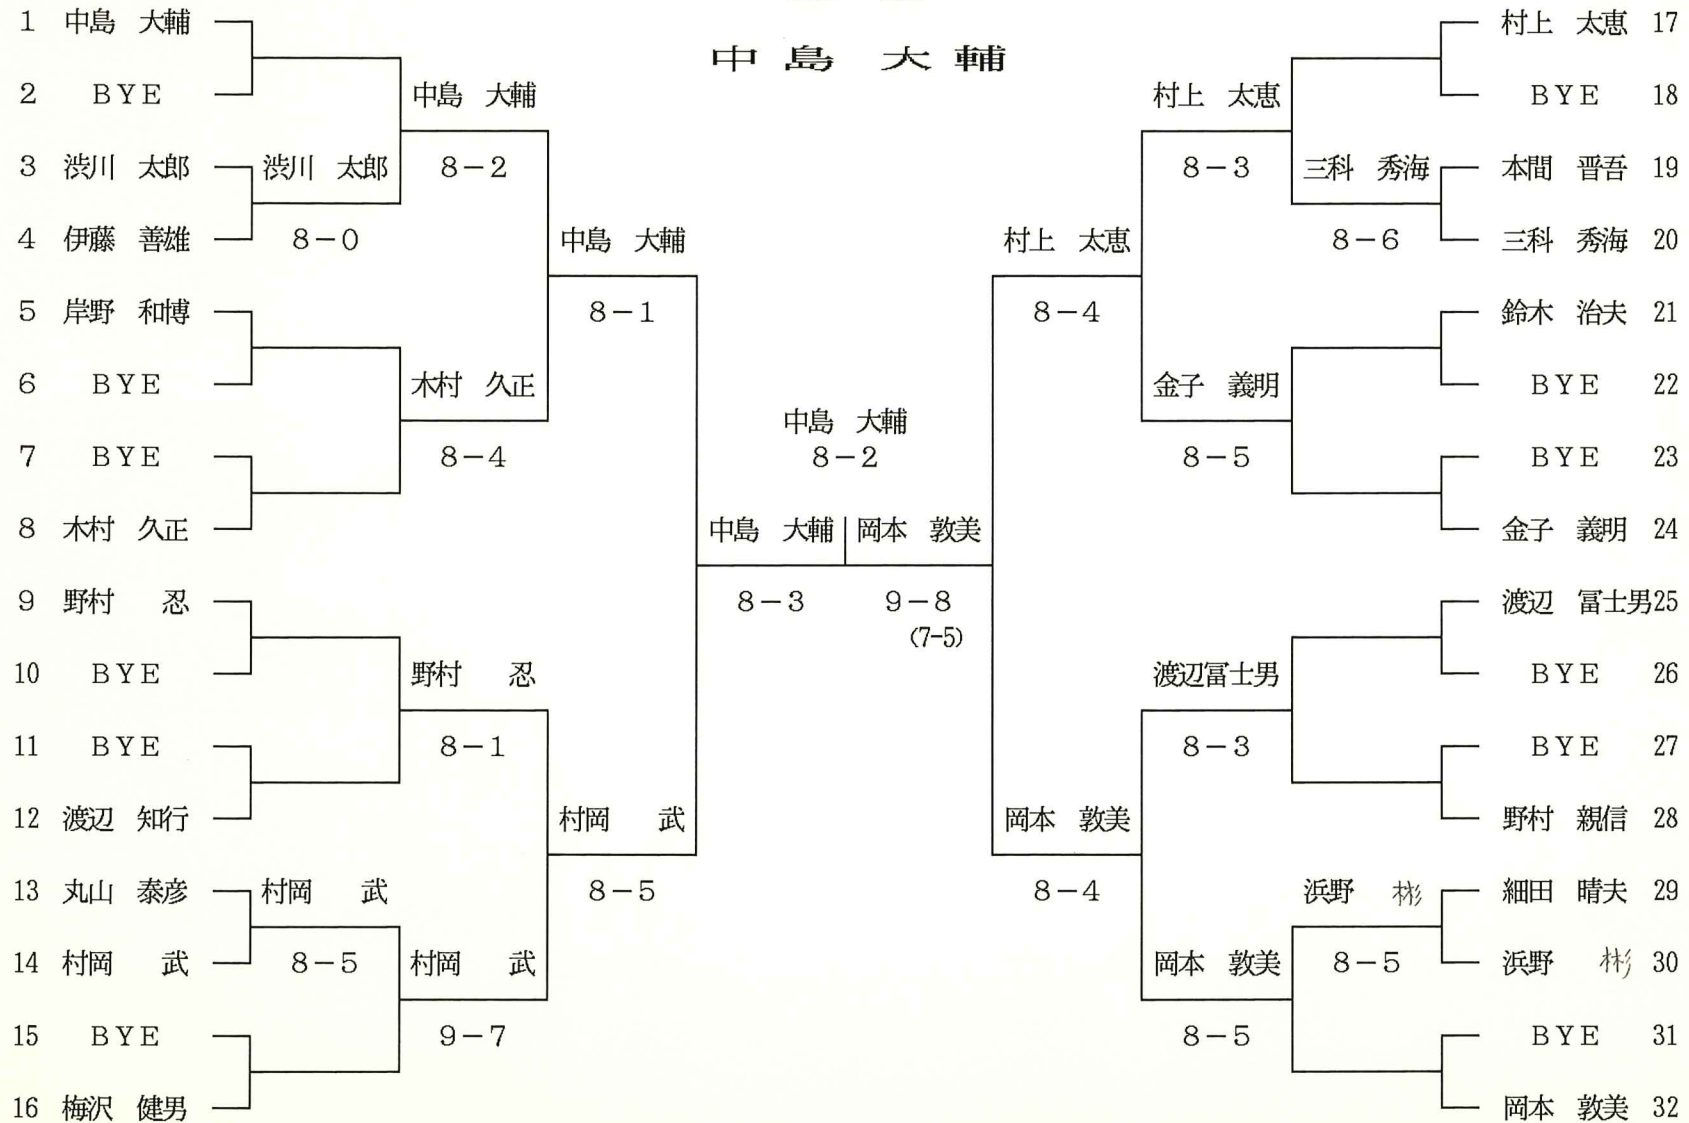 中島 大輔
1 中島 大輔
2 BYE
中島 大輔
3 渋川 太郎
渋川 太郎
8-2
4 伊藤 善雄
8-0
中島 大輔
5 岸野 和博
8-1
6 BYE
木村 久正
7 BYE
8-4
8 木村 久正
9 野村 忍
10 BYE
野村 忍
11 BYE
8-1
12 渡辺 知行
村岡 武
13 丸山 泰彦
村岡 武
8-5
14 村岡 武
8-5
村岡 武
15 BYE
9-7
16 梅沢 健男
中島 大輔
8-2
中島 大輔
岡本 敦美
8-3
9-8
(7-5)
村上 太恵 17
村上 太恵
BYE 18
8-3
三科 秀海
本間 晋吾 19
村上 太恵
8-6
三科 秀海 20
8-4
鈴木 治夫 21
金子 義明
BYE 22
8-5
BYE 23
金子 義明 24
渡辺 冨士男25
渡辺冨士男
BYE 26
8-3
BYE 27
岡本 敦美
野村 親信 28
8-4
浜野 彬
細田 晴夫 29
岡本 敦美
8-5
浜野 彬 30
8-5
BYE 31
岡本 敦美 32